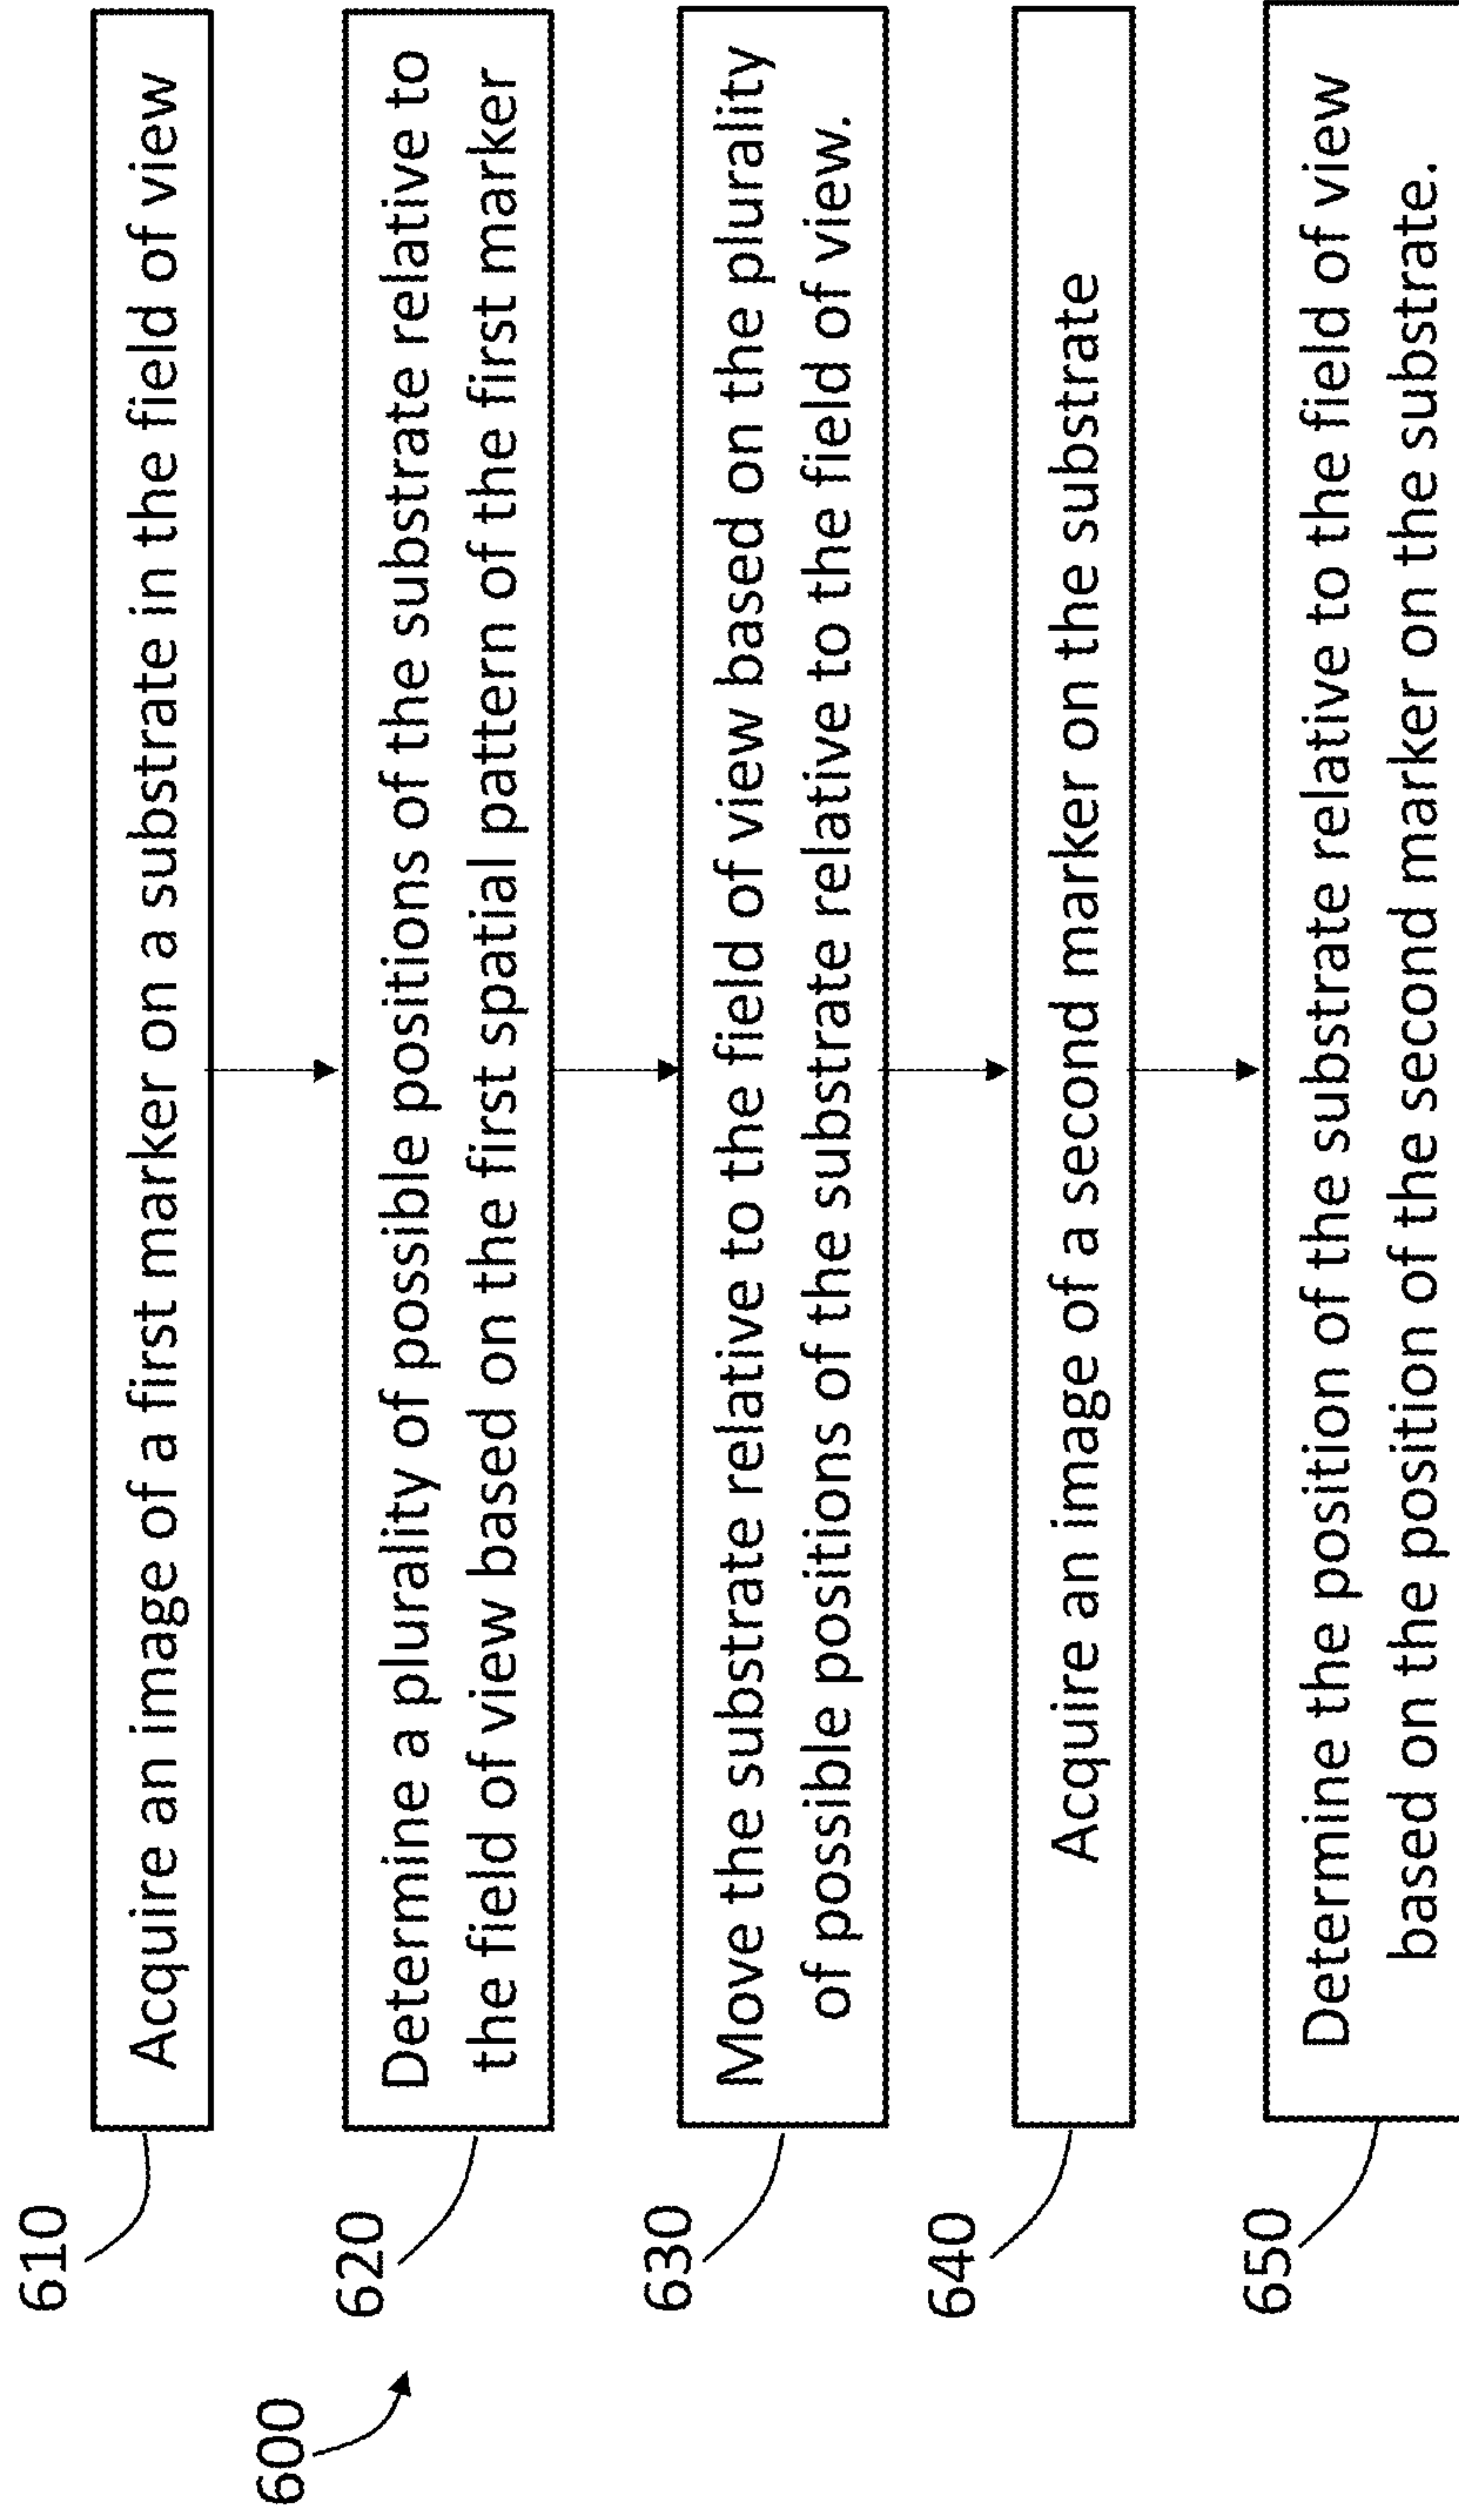 600
610
Acquire an image of a first marker on a substrate in the field of view
620
Determine a plurality of possible positions of the substrate relative to
the field of view based on the first spatial pattern of the first marker
630
Move the substrate relative to the field of view based on the plurality
of possible positions of the substrate relative to the field of view.
640
Acquire an image of a second marker on the substrate
650
Determine the position of the substrate relative to the field of view
based on the position of the second marker on the substrate.